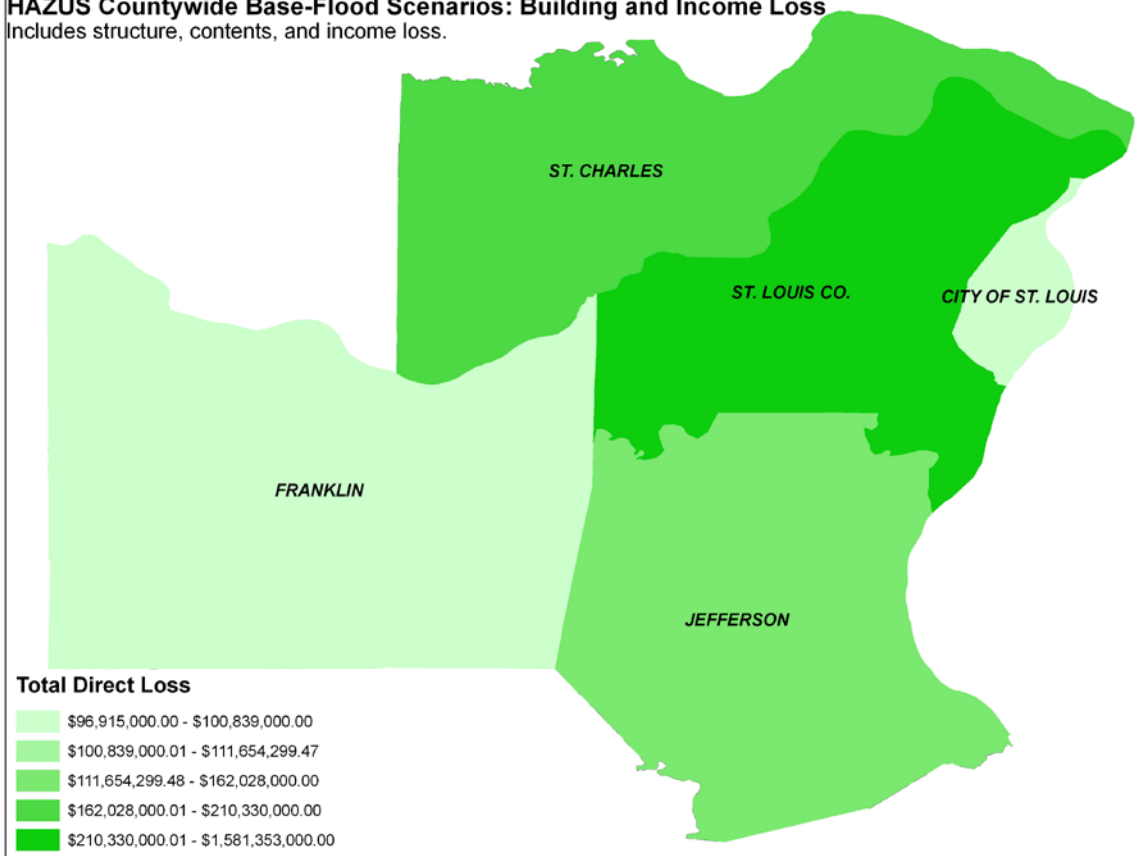 HAZUS Countywide Base-Flood Scenarios: Building and Income Loss
Includes structure, contents, and income loss.
ST. CHARLES
ST. LOUIS CO.
CITY OF ST. LOUIS
FRANKLIN
JEFFERSON
Total Direct Loss
$96,915,000.00 - $100,839,000.00
$100,839,000.01 - $111,654,299.47
$111,654,299.48 - $162,028,000.00
$162,028,000.01 - $210,330,000.00
$210,330,000.01 - $1,581,353,000.00